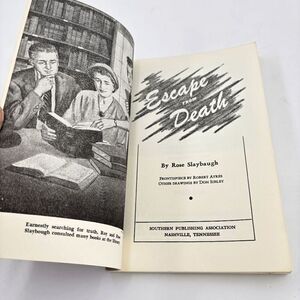 Earnestly searching for truth, Ray and Rose
Slaybaugh consulted many books at the library.
Escape
FROM
Death
By Rose Slaybaugh
FRONTISPIECE BY ROBERT AYRES
OTHER DRAWINGS BY DON SIBLEY
SOUTHERN PUBLISHING ASSOCIATION
NASHVILLE, TENNESSEE